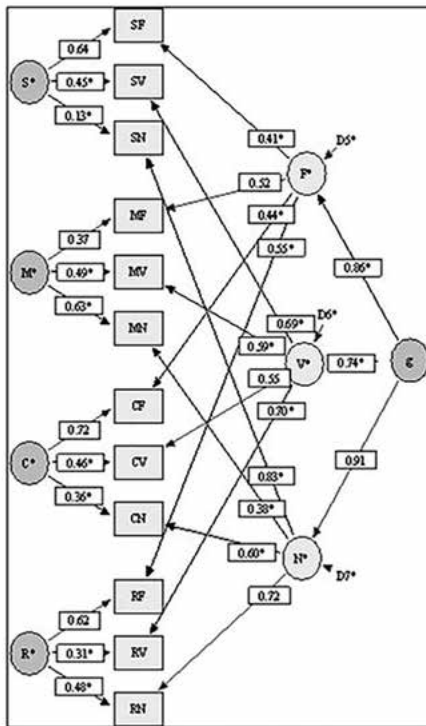 SF
0.64
S*
0.45*
SV
0.13*
SN
0.41*
D5*
F*
MF
0.52
0.37
0.44*
M*
0.49*
MV
0.55*
0.63*
MN
0.86*
0.69*
D6*
0.59*
V*
0.74*
g
CF
0.55
0.72
0.70*
C*
0.46*
CV
0.91
0.36*
CN
0.83*
0.38*
0.60*
N*
D7*
RF
0.72
0.62
R*
0.31*
RV
0.48*
RN